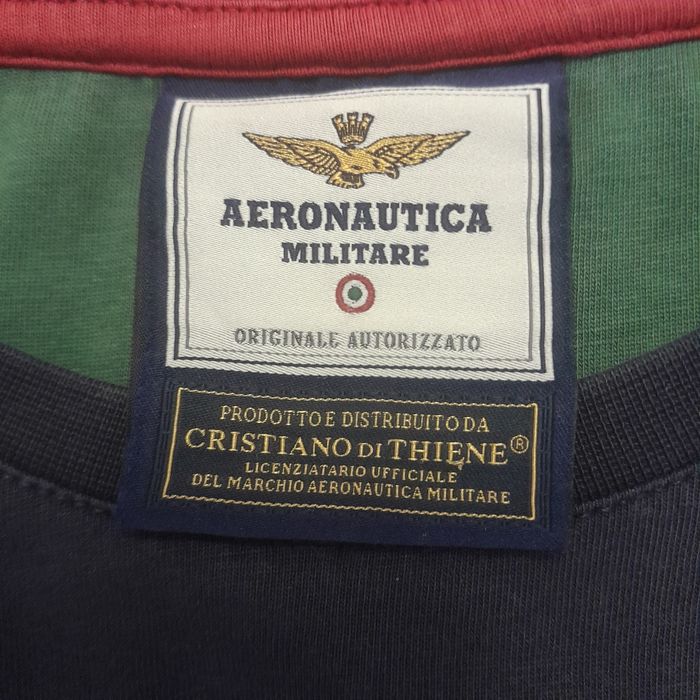 AERONAUTICA
MILITARE
ORIGINALE AUTORIZZATO
PRODOTTO E DISTRIBUITO DA
CRISTIANO DI THIENE®
LICENZIATARIO UFFICIALE
DEL MARCHIO AERONAUTICA MILITARE